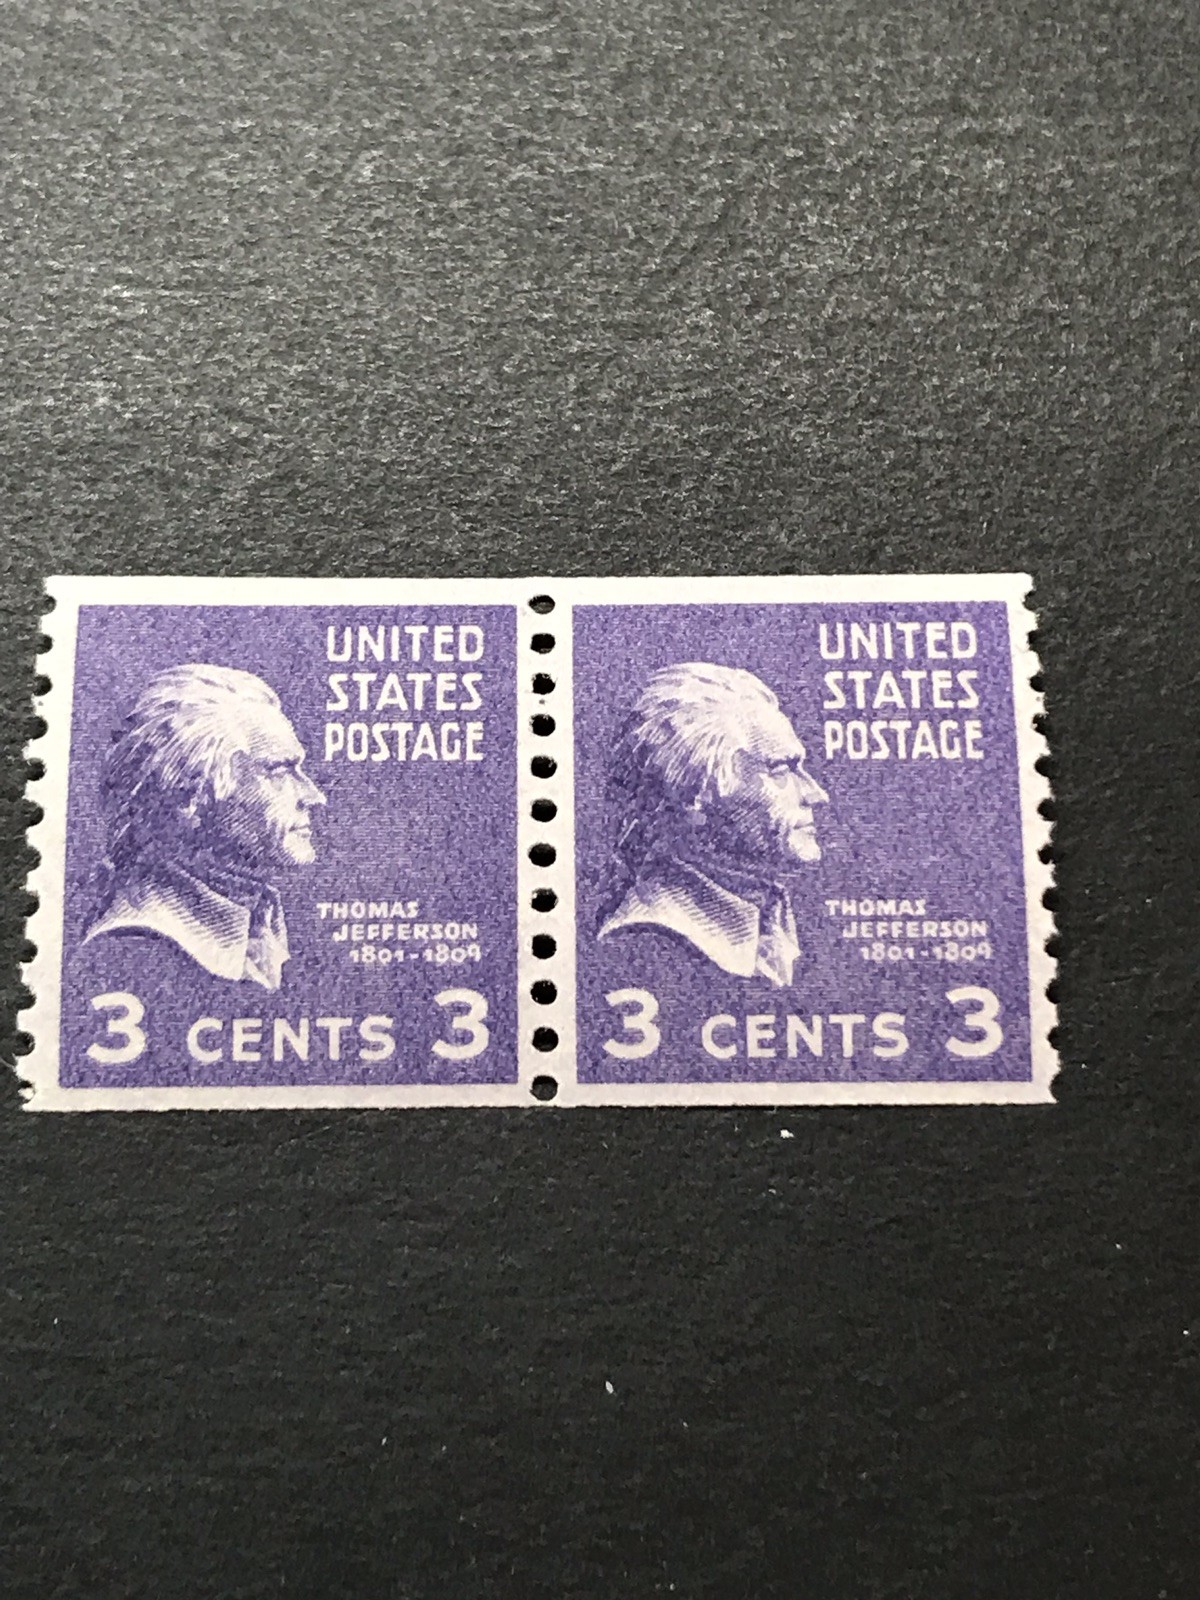 UNITED
STATES
POSTAGE
THOMAS
JEFFERSON
1801-1809
3 CENTS 3
UNITED
STATES
POSTAGE
THOMAS
JEFFERSON
1801-1809
3 CENTS 3